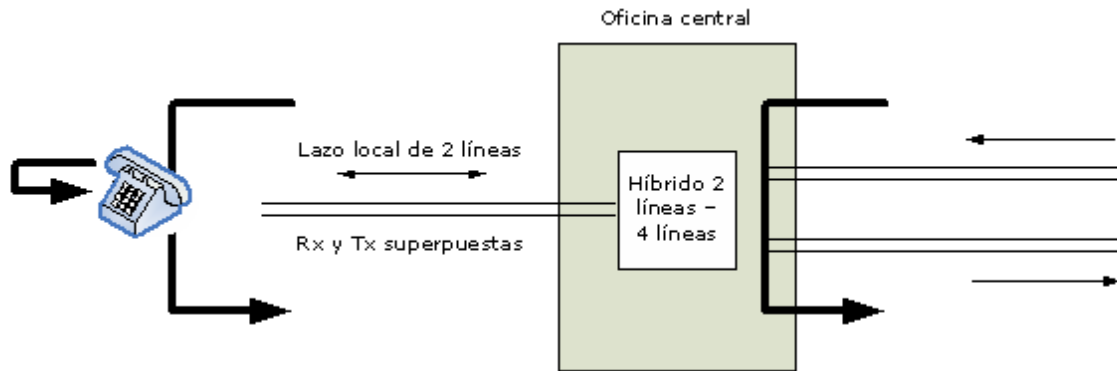 Oficina central
Lazo local de 2 líneas
Rx y Tx superpuestas
Híbrido 2
líneas –
4 líneas